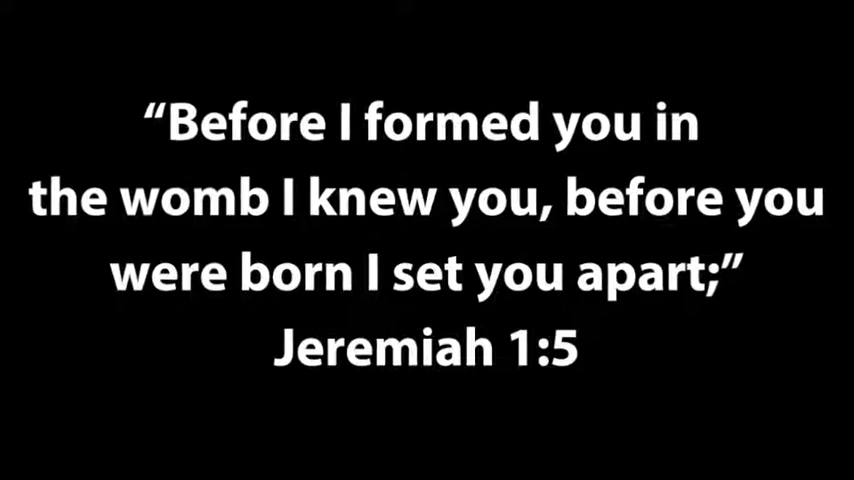 “Before I formed you in
the womb I knew you, before you
were born I set you apart;”
Jeremiah 1:5